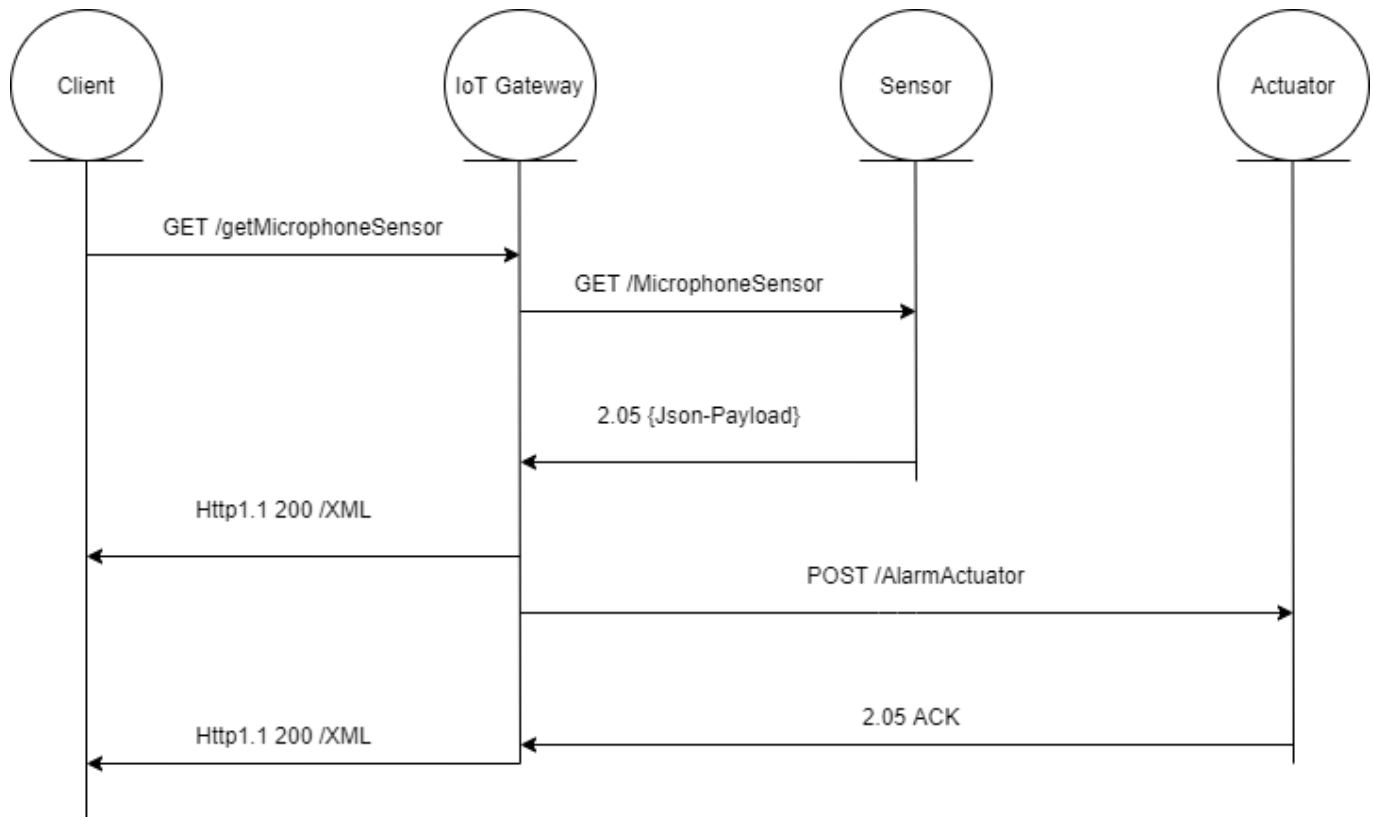 Client
IoT Gateway
Sensor
Actuator
GET /getMicrophoneSensor
GET /MicrophoneSensor
2.05 {Json-Payload}
Http1.1 200 /XML
POST /AlarmActuator
2.05 ACK
Http1.1 200 /XML